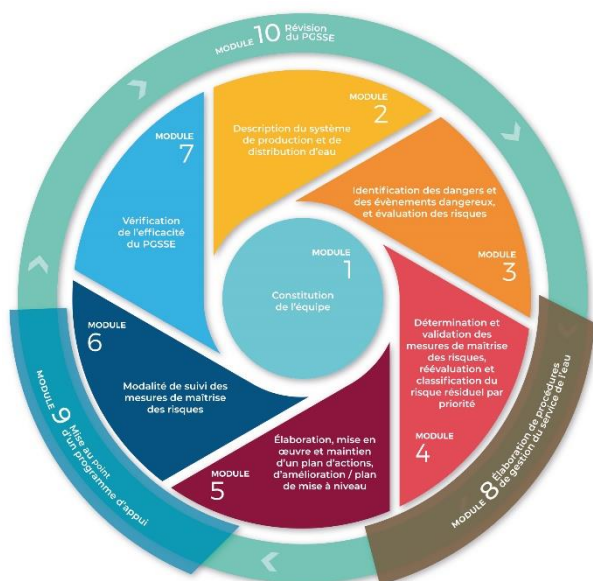 MODULE 10 Révision
du PGSSE
MODULE
2
Description du système
de production et de
distribution d'eau
MODULE
7
Vérification
de l'efficacité
du PGSSE
Identification des dangers et
des évènements dangereux,
et évaluation des risques
MODULE
3
MODULE
1
Constitution
de l'équipe
MODULE
6
Modalité de suivi des
mesures de maîtrise
des risques
Détermination et
validation des
mesures de maîtrise
des risques,
réévaluation et
classification du
risque résiduel par
priorité
MODULE
4
Élaboration, mise en
œuvre et maintien
d'un plan d'actions,
d'amélioration / plan
de mise à niveau
MODULE
5
MODULE 9 Mise au point
d'un programme d'appui
MODULE 8 Élaboration de procédures
de gestion du service de l'eau